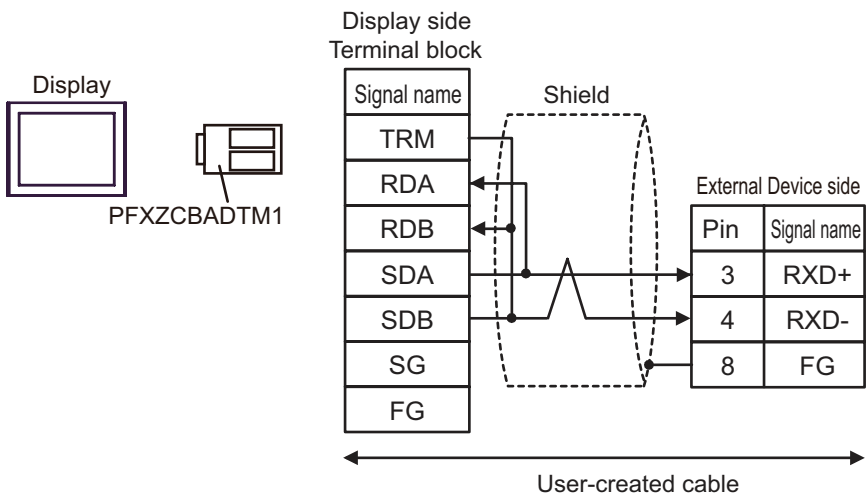 Display
PFXZCBADTM1
Display side
Terminal block
Signal name
TRM
RDA
RDB
SDA
SDB
SG
FG
Shield
External Device side
Pin Signal name
3 RXD+
4 RXD-
8 FG
User-created cable